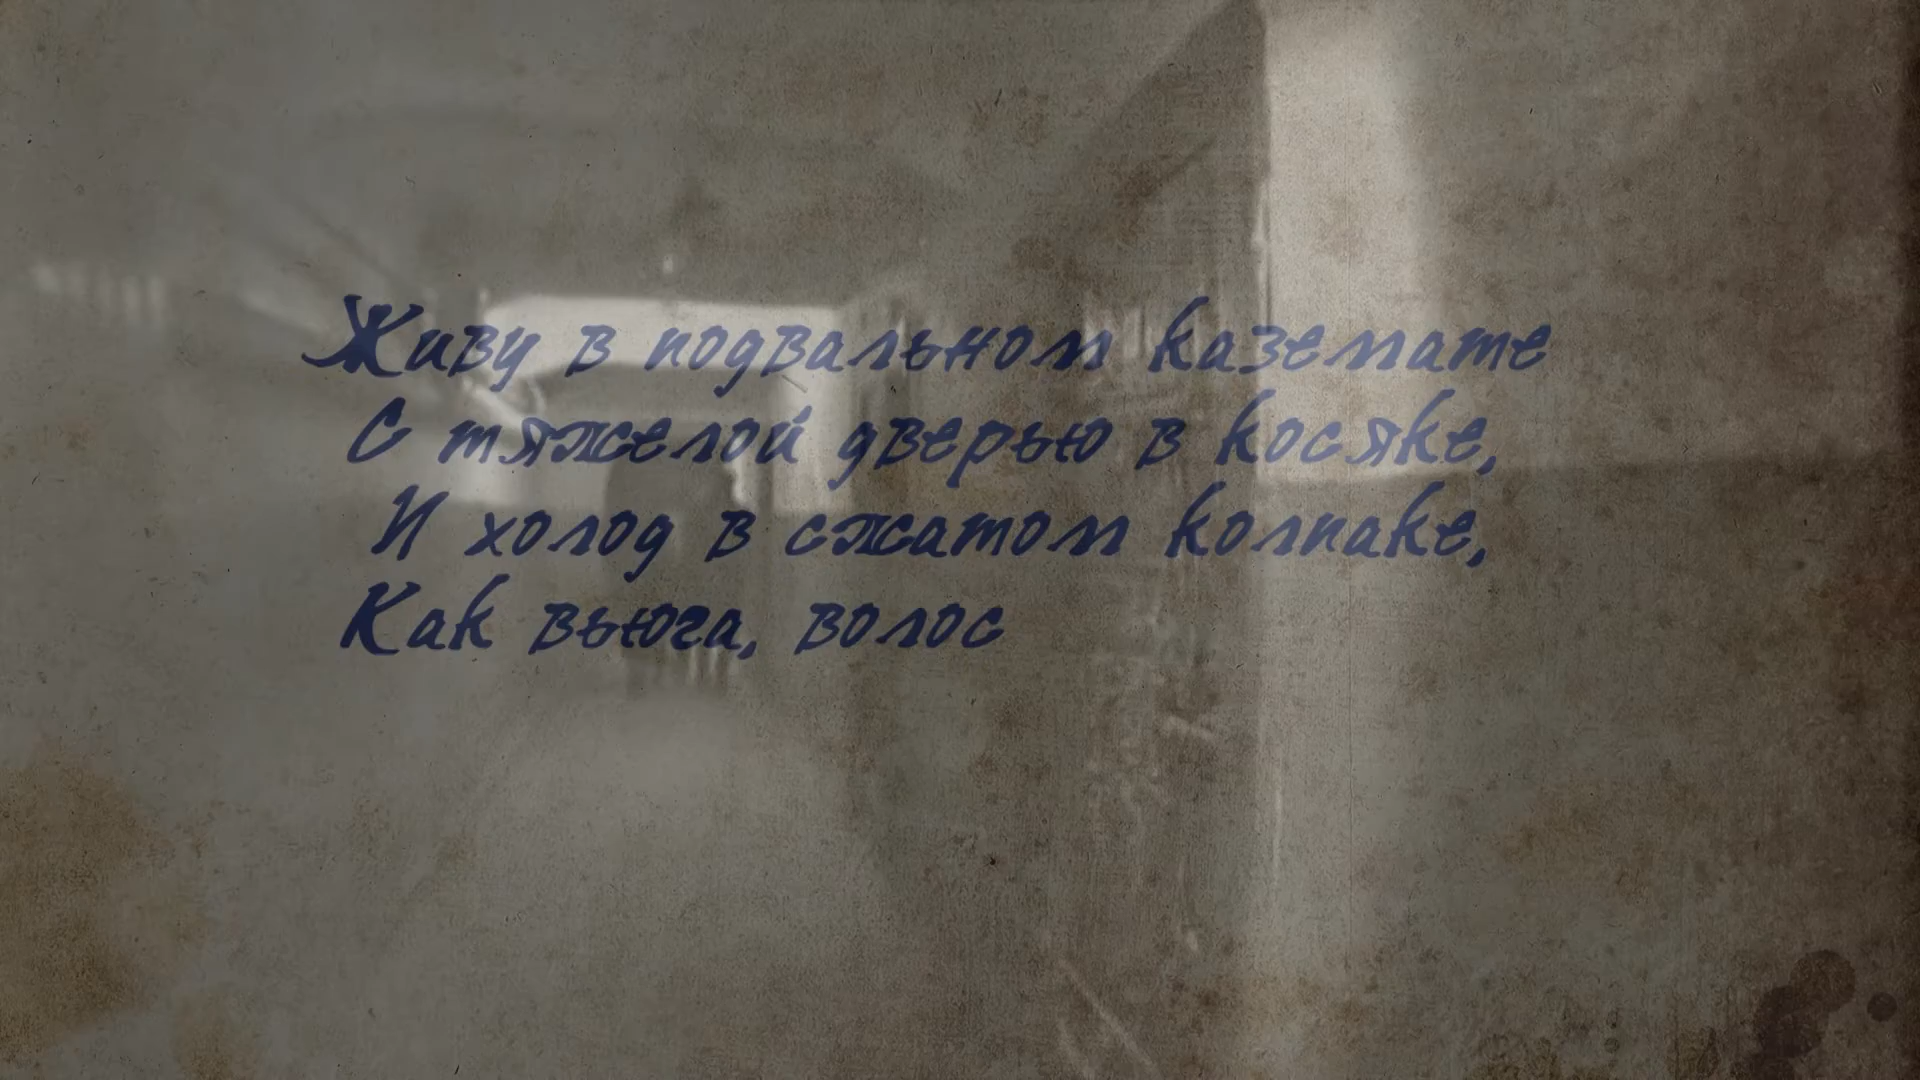 Живу в подвальном каземате
С тяжелой дверью в косяке,
И холод в сжатом колпаке,
Как вьюга, волос